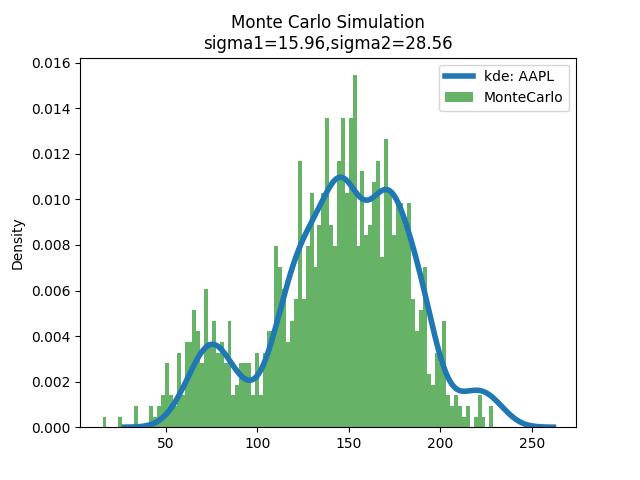 Monte Carlo Simulation
sigma1=15.96,sigma2=28.56
kde: AAPL
MonteCarlo
Density
0.016
0.014
0.012
0.010
0.008
0.006
0.004
0.002
0.000
50 100 150 200 250